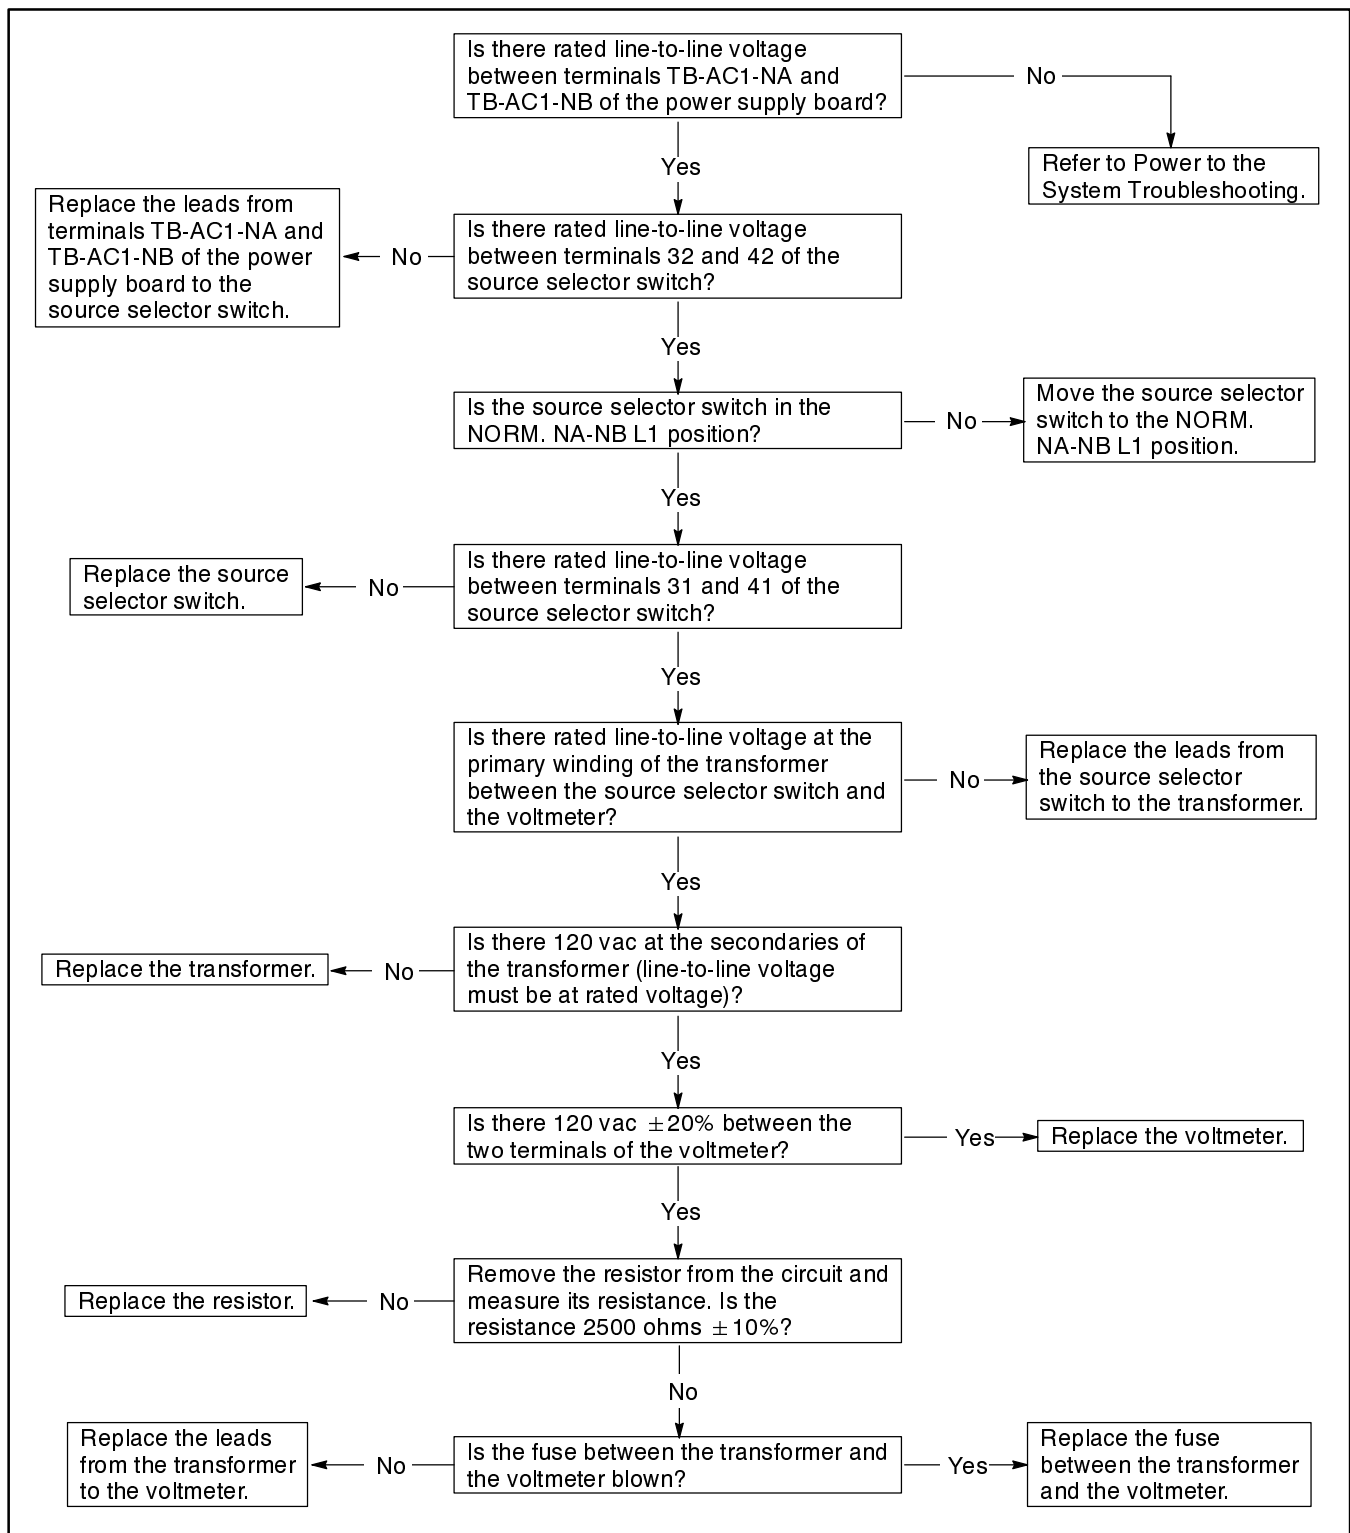 Is there rated line-to-line voltage
between terminals TB-AC1-NA and
TB-AC1-NB of the power supply board?
No
Refer to Power to the
System Troubleshooting.
Yes
Is there rated line-to-line voltage
between terminals 32 and 42 of the
source selector switch?
No
Replace the leads from
terminals TB-AC1-NA and
TB-AC1-NB of the power
supply board to the
source selector switch.
Yes
Is the source selector switch in the
NORM. NA-NB L1 position?
No
Move the source selector
switch to the NORM.
NA-NB L1 position.
Yes
Is there rated line-to-line voltage
between terminals 31 and 41 of the
source selector switch?
No
Replace the source
selector switch.
Yes
Is there rated line-to-line voltage at the
primary winding of the transformer
between the source selector switch and
the voltmeter?
No
Replace the leads from
the source selector
switch to the transformer.
Yes
Is there 120 vac at the secondaries of
the transformer (line-to-line voltage
must be at rated voltage)?
No
Replace the transformer.
Yes
Is there 120 vac ±20% between the
two terminals of the voltmeter?
Yes
Replace the voltmeter.
Yes
Remove the resistor from the circuit and
measure its resistance. Is the
resistance 2500 ohms ±10%?
No
Replace the resistor.
No
Is the fuse between the transformer and
the voltmeter blown?
No
Replace the leads
from the transformer
to the voltmeter.
Yes
Replace the fuse
between the transformer
and the voltmeter.